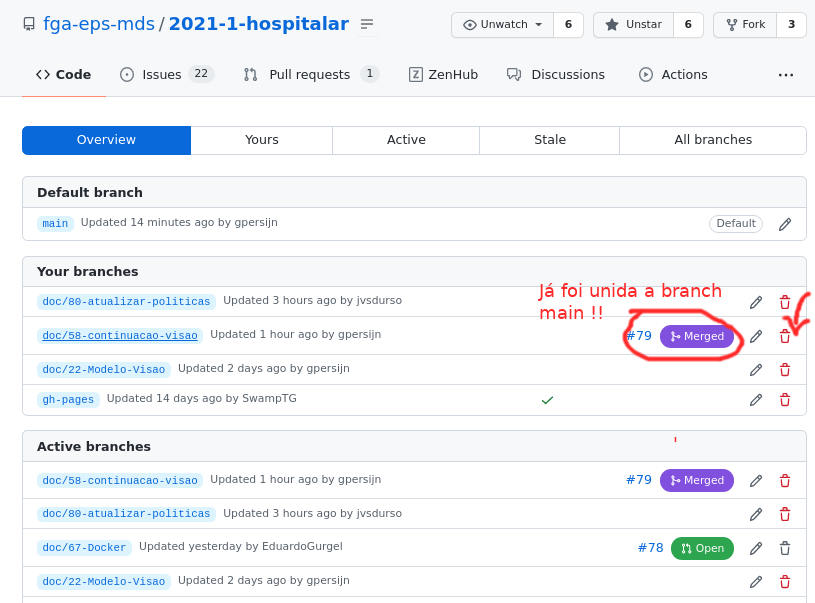 fga-eps-mds / 2021-1-hospitalar
Unwatch 6 Unstar 6 Fork 3
Code Issues 22 Pull requests 1 ZenHub Discussions Actions ...
Overview Yours Active Stale All branches
Default branch
main Updated 14 minutes ago by gpersijn Default
Your branches
Já foi unida a branch
main !!
doc/80-atualizar-politicas Updated 3 hours ago by jvsdurso
doc/58-continuacao-visao Updated 1 hour ago by gpersijn #79 Merged
doc/22-Modelo-Visao Updated 2 days ago by gpersijn
gh-pages Updated 14 days ago by SwampTG
Active branches
doc/58-continuacao-visao Updated 1 hour ago by gpersijn #79 Merged
doc/80-atualizar-politicas Updated 3 hours ago by jvsdurso
doc/67-Docker Updated yesterday by EduardoGurgel #78 Open
doc/22-Modelo-Visao Updated 2 days ago by gpersijn